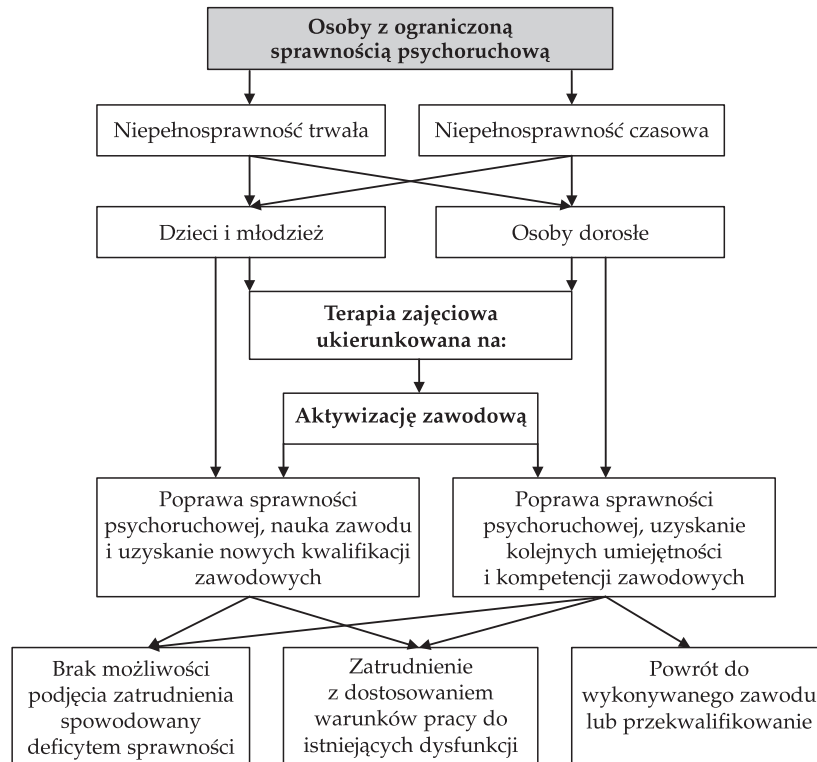 Osoby z ograniczoną
sprawnością psychoruchową
Niepełnosprawność trwała
Niepełnosprawność czasowa
Dzieci i młodzież
Osoby dorosłe
Terapia zajęciowa
ukierunkowana na:
Aktywizację zawodową
Poprawa sprawności
psychoruchowej, nauka zawodu
i uzyskanie nowych kwalifikacji
zawodowych
Poprawa sprawności
psychoruchowej, uzyskanie
kolejnych umiejętności
i kompetencji zawodowych
Brak możliwości
podjęcia zatrudnienia
spowodowany
deficytem sprawności
Zatrudnienie
z dostosowaniem
warunków pracy do
istniejących dysfunkcji
Powrót do
wykonywanego zawodu
lub przekwalifikowanie